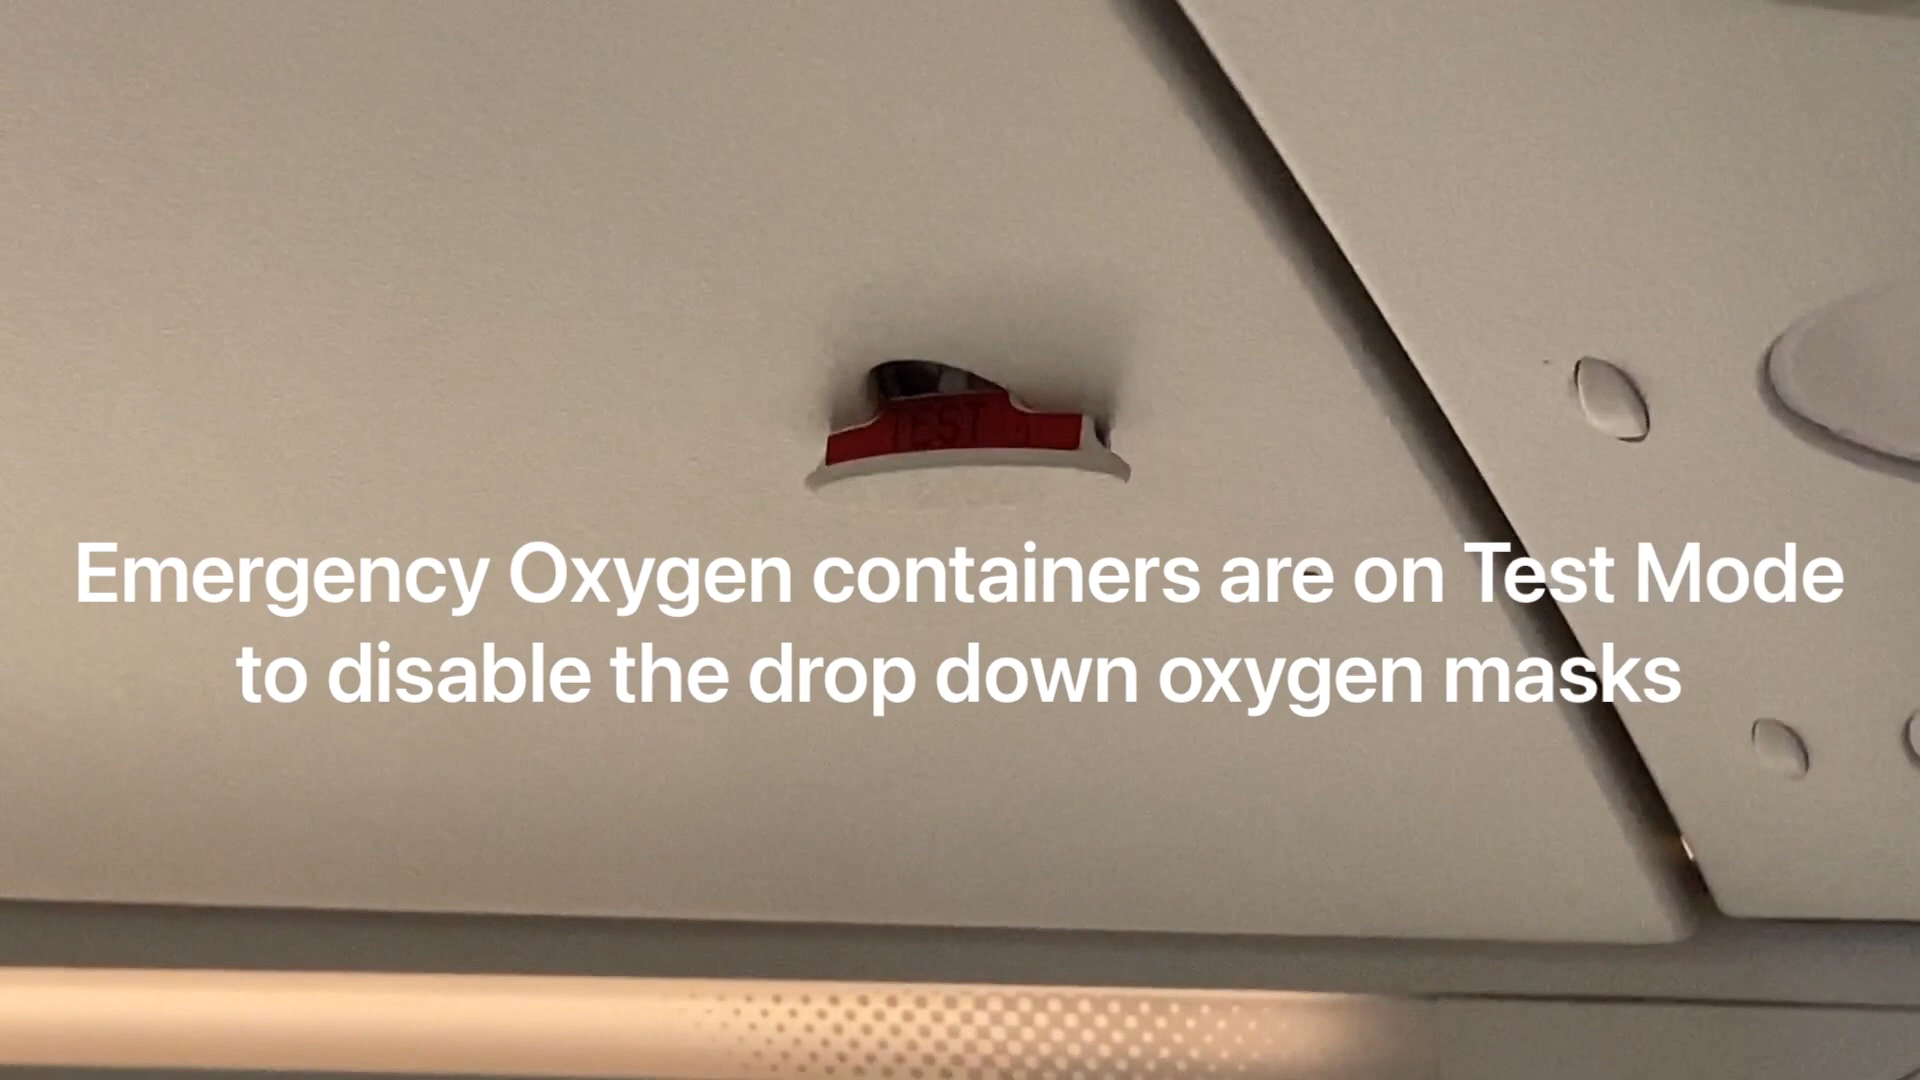 TEST
Emergency Oxygen containers are on Test Mode
to disable the drop down oxygen masks